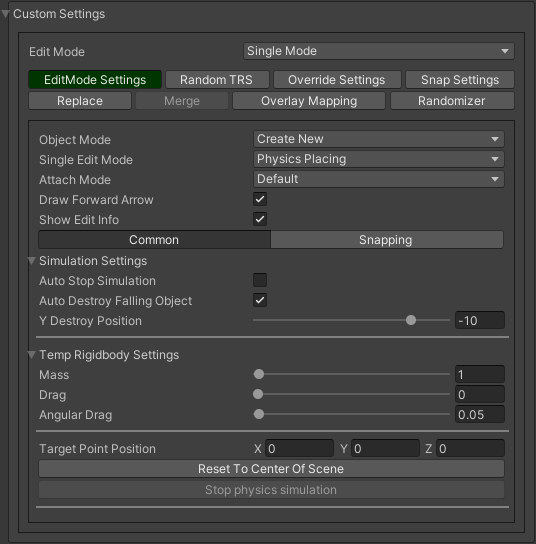 Custom Settings
Edit Mode Single Mode
EditMode Settings Random TRS Override Settings Snap Settings
Replace Merge Overlay Mapping Randomizer
Object Mode Create New
Single Edit Mode Physics Placing
Attach Mode Default
Draw Forward Arrow
Show Edit Info
Common Snapping
Simulation Settings
Auto Stop Simulation
Auto Destroy Falling Object
Y Destroy Position -10
Temp Rigidbody Settings
Mass 1
Drag 0
Angular Drag 0.05
Target Point Position X 0 Y 0 Z 0
Reset To Center Of Scene
Stop physics simulation